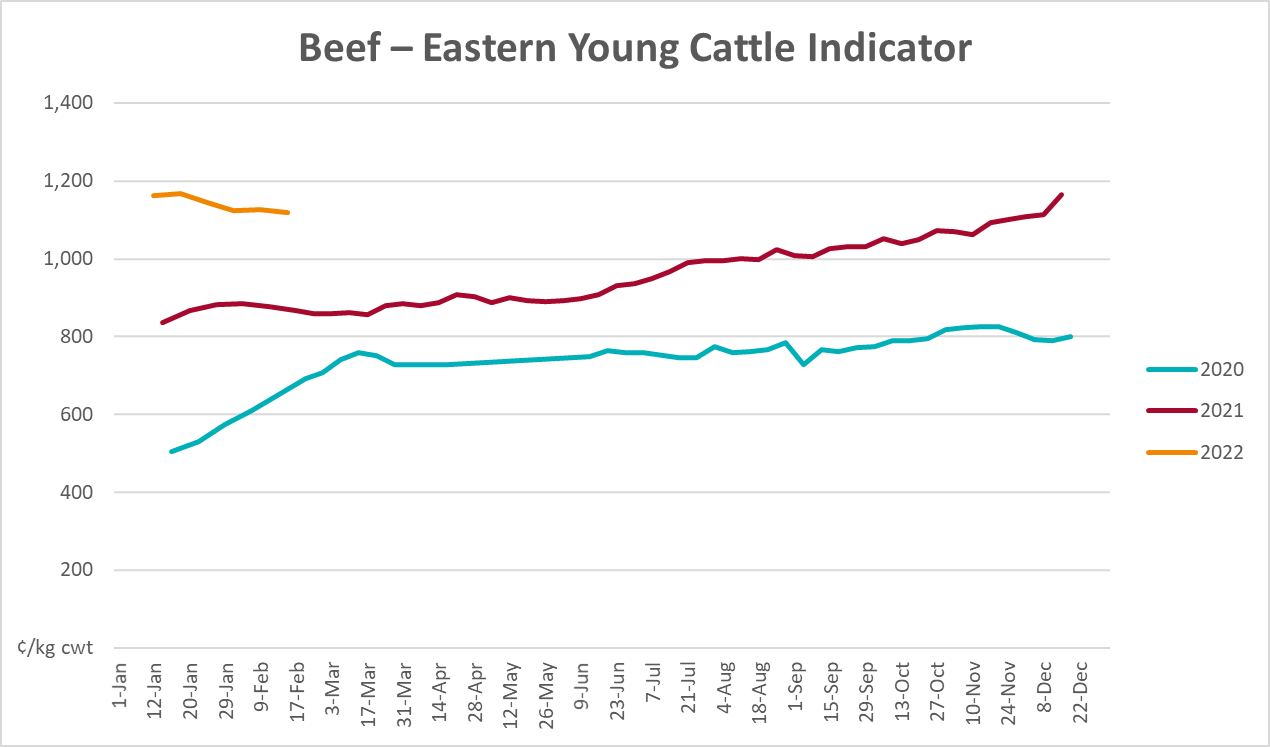 Beef – Eastern Young Cattle Indicator
1,400
1,200
1,000
800
600
400
200
¢/kg cwt
1-Jan
12-Jan
20-Jan
29-Jan
9-Feb
17-Feb
3-Mar
17-Mar
31-Mar
14-Apr
28-Apr
12-May
26-May
9-Jun
23-Jun
7-Jul
21-Jul
4-Aug
18-Aug
1-Sep
15-Sep
29-Sep
13-Oct
27-Oct
10-Nov
24-Nov
8-Dec
22-Dec
2020
2021
2022